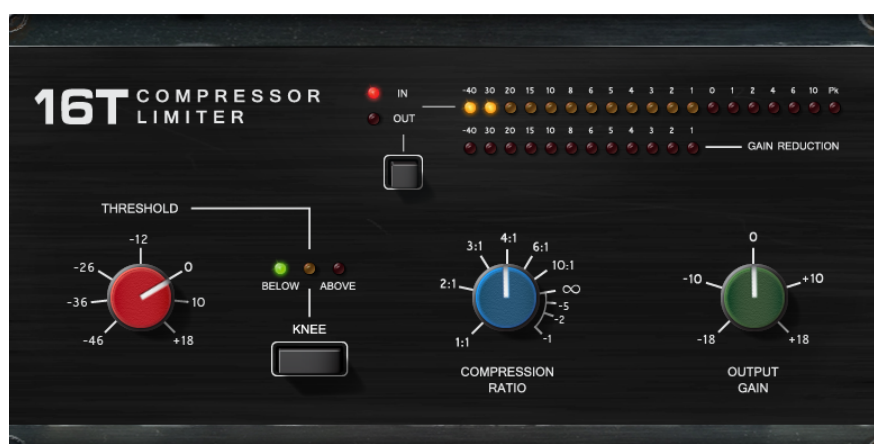 16T COMPRESSOR
LIMITER
IN
OUT
-40 30 20 15 10 8 6 5 4 3 2 1 0 1 2 4 6 10 Pk
-40 30 20 15 10 8 6 5 4 3 2 1 GAIN REDUCTION
THRESHOLD
-46 -36 -26 -12 0 10 +18
BELOW ABOVE
KNEE
1:1 2:1 3:1 4:1 6:1 10:1 ∞ -5 -2 -1
COMPRESSION
RATIO
-18 -10 0 +10 +18
OUTPUT
GAIN